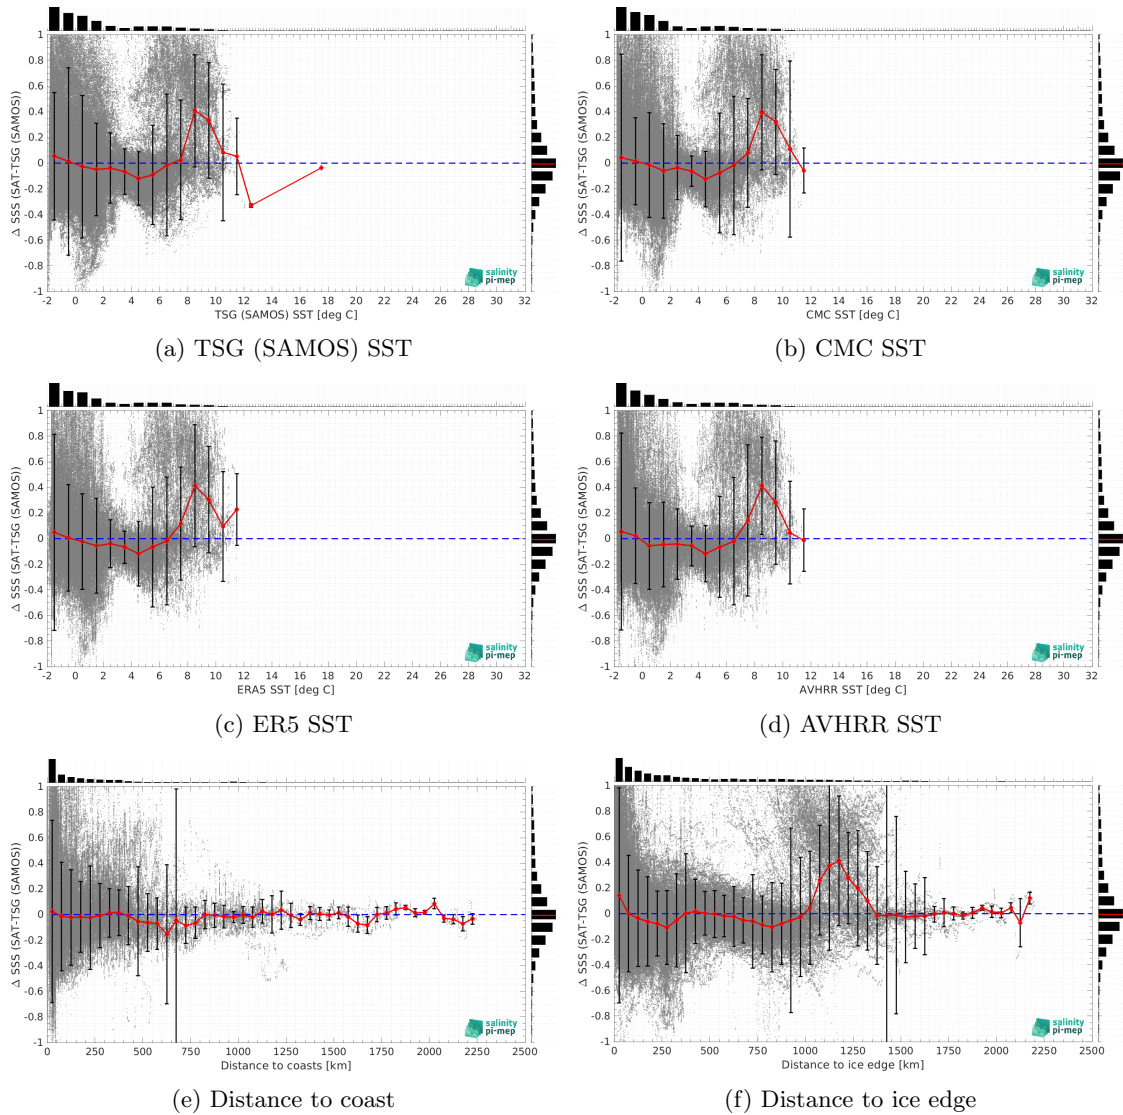 1
0.8
0.6
0.4
0.2
0
-0.2
-0.4
-0.6
-0.8
-1
Δ SSS (SAT-TSG (SAMOS))
salinity
pi-mep
-2 0 2 4 6 8 10 12 14 16 18 20 22 24 26 28 30 32
TSG (SAMOS) SST [deg C]
(a) TSG (SAMOS) SST
1
0.8
0.6
0.4
0.2
0
-0.2
-0.4
-0.6
-0.8
-1
Δ SSS (SAT-TSG (SAMOS))
salinity
pi-mep
-2 0 2 4 6 8 10 12 14 16 18 20 22 24 26 28 30 32
CMC SST [deg C]
(b) CMC SST
1
0.8
0.6
0.4
0.2
0
-0.2
-0.4
-0.6
-0.8
-1
Δ SSS (SAT-TSG (SAMOS))
salinity
pi-mep
-2 0 2 4 6 8 10 12 14 16 18 20 22 24 26 28 30 32
ERA5 SST [deg C]
(c) ER5 SST
1
0.8
0.6
0.4
0.2
0
-0.2
-0.4
-0.6
-0.8
-1
Δ SSS (SAT-TSG (SAMOS))
salinity
pi-mep
-2 0 2 4 6 8 10 12 14 16 18 20 22 24 26 28 30 32
AVHRR SST [deg C]
(d) AVHRR SST
1
0.8
0.6
0.4
0.2
0
-0.2
-0.4
-0.6
-0.8
-1
Δ SSS (SAT-TSG (SAMOS))
salinity
pi-mep
0 250 500 750 1000 1250 1500 1750 2000 2250 2500
Distance to coasts [km]
(e) Distance to coast
1
0.8
0.6
0.4
0.2
0
-0.2
-0.4
-0.6
-0.8
-1
Δ SSS (SAT-TSG (SAMOS))
salinity
pi-mep
0 250 500 750 1000 1250 1500 1750 2000 2250 2500
Distance to ice edge [km]
(f) Distance to ice edge